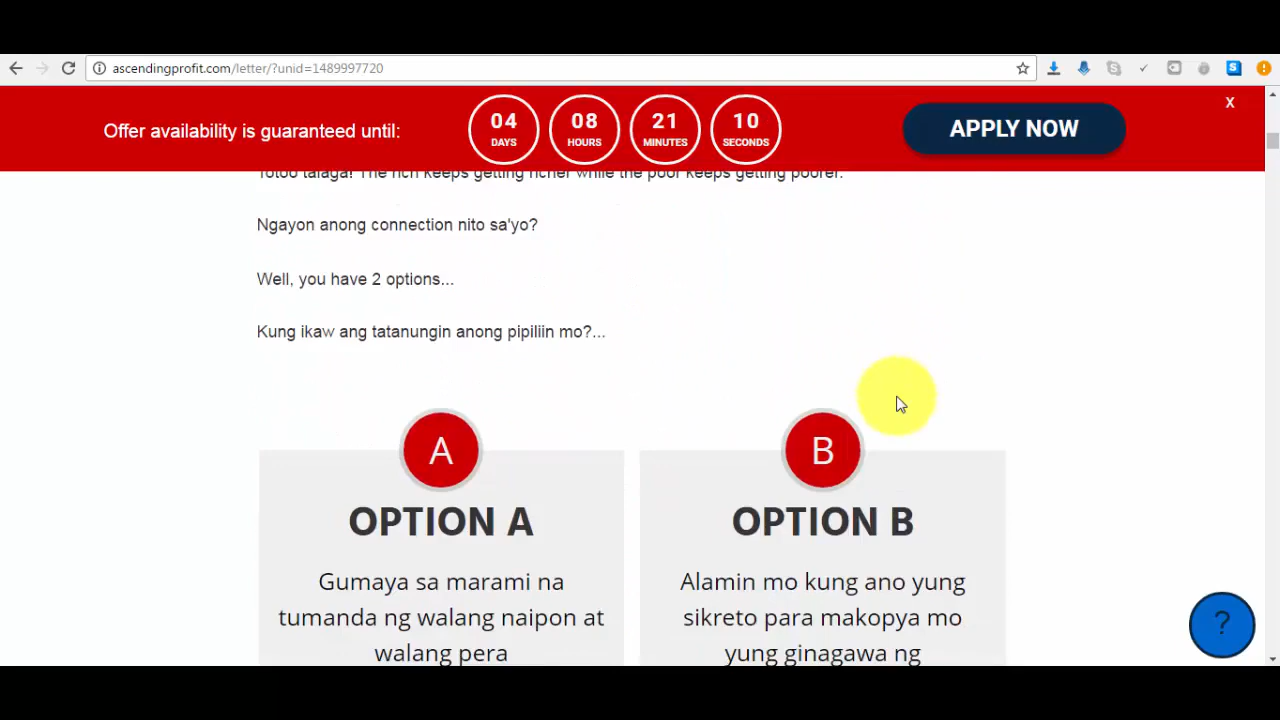 ascendingprofit.com/letter/?unid=1489997720
Offer availability is guaranteed until:
04 08 21 10
DAYS HOURS MINUTES SECONDS
APPLY NOW
X
Totoo talaga! The rich keeps getting richer while the poor keeps getting poorer.
Ngayon anong connection nito sa'yo?
Well, you have 2 options...
Kung ikaw ang tatanungin anong pipiliin mo?...
A
OPTION A
Gumaya sa marami na
tumanda ng walang naipon at
walang pera
B
OPTION B
Alamin mo kung ano yung
sikreto para makopya mo
yung ginagawa ng
?